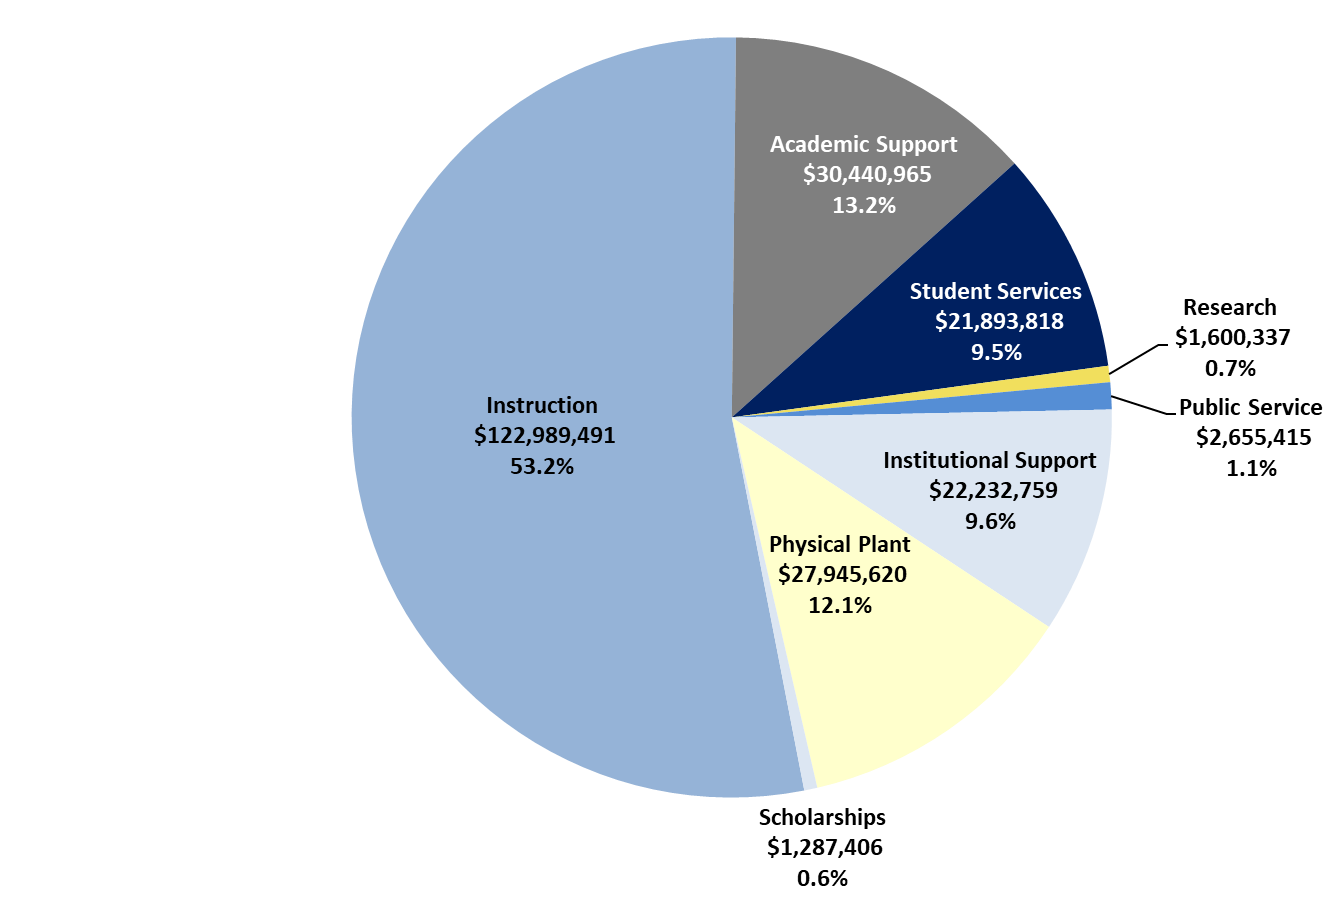 Academic Support
$30,440,965
13.2%
Student Services
$21,893,818
9.5%
Research
$1,600,337
0.7%
Public Service
$2,655,415
1.1%
Institutional Support
$22,232,759
9.6%
Physical Plant
$27,945,620
12.1%
Scholarships
$1,287,406
0.6%
Instruction
$122,989,491
53.2%